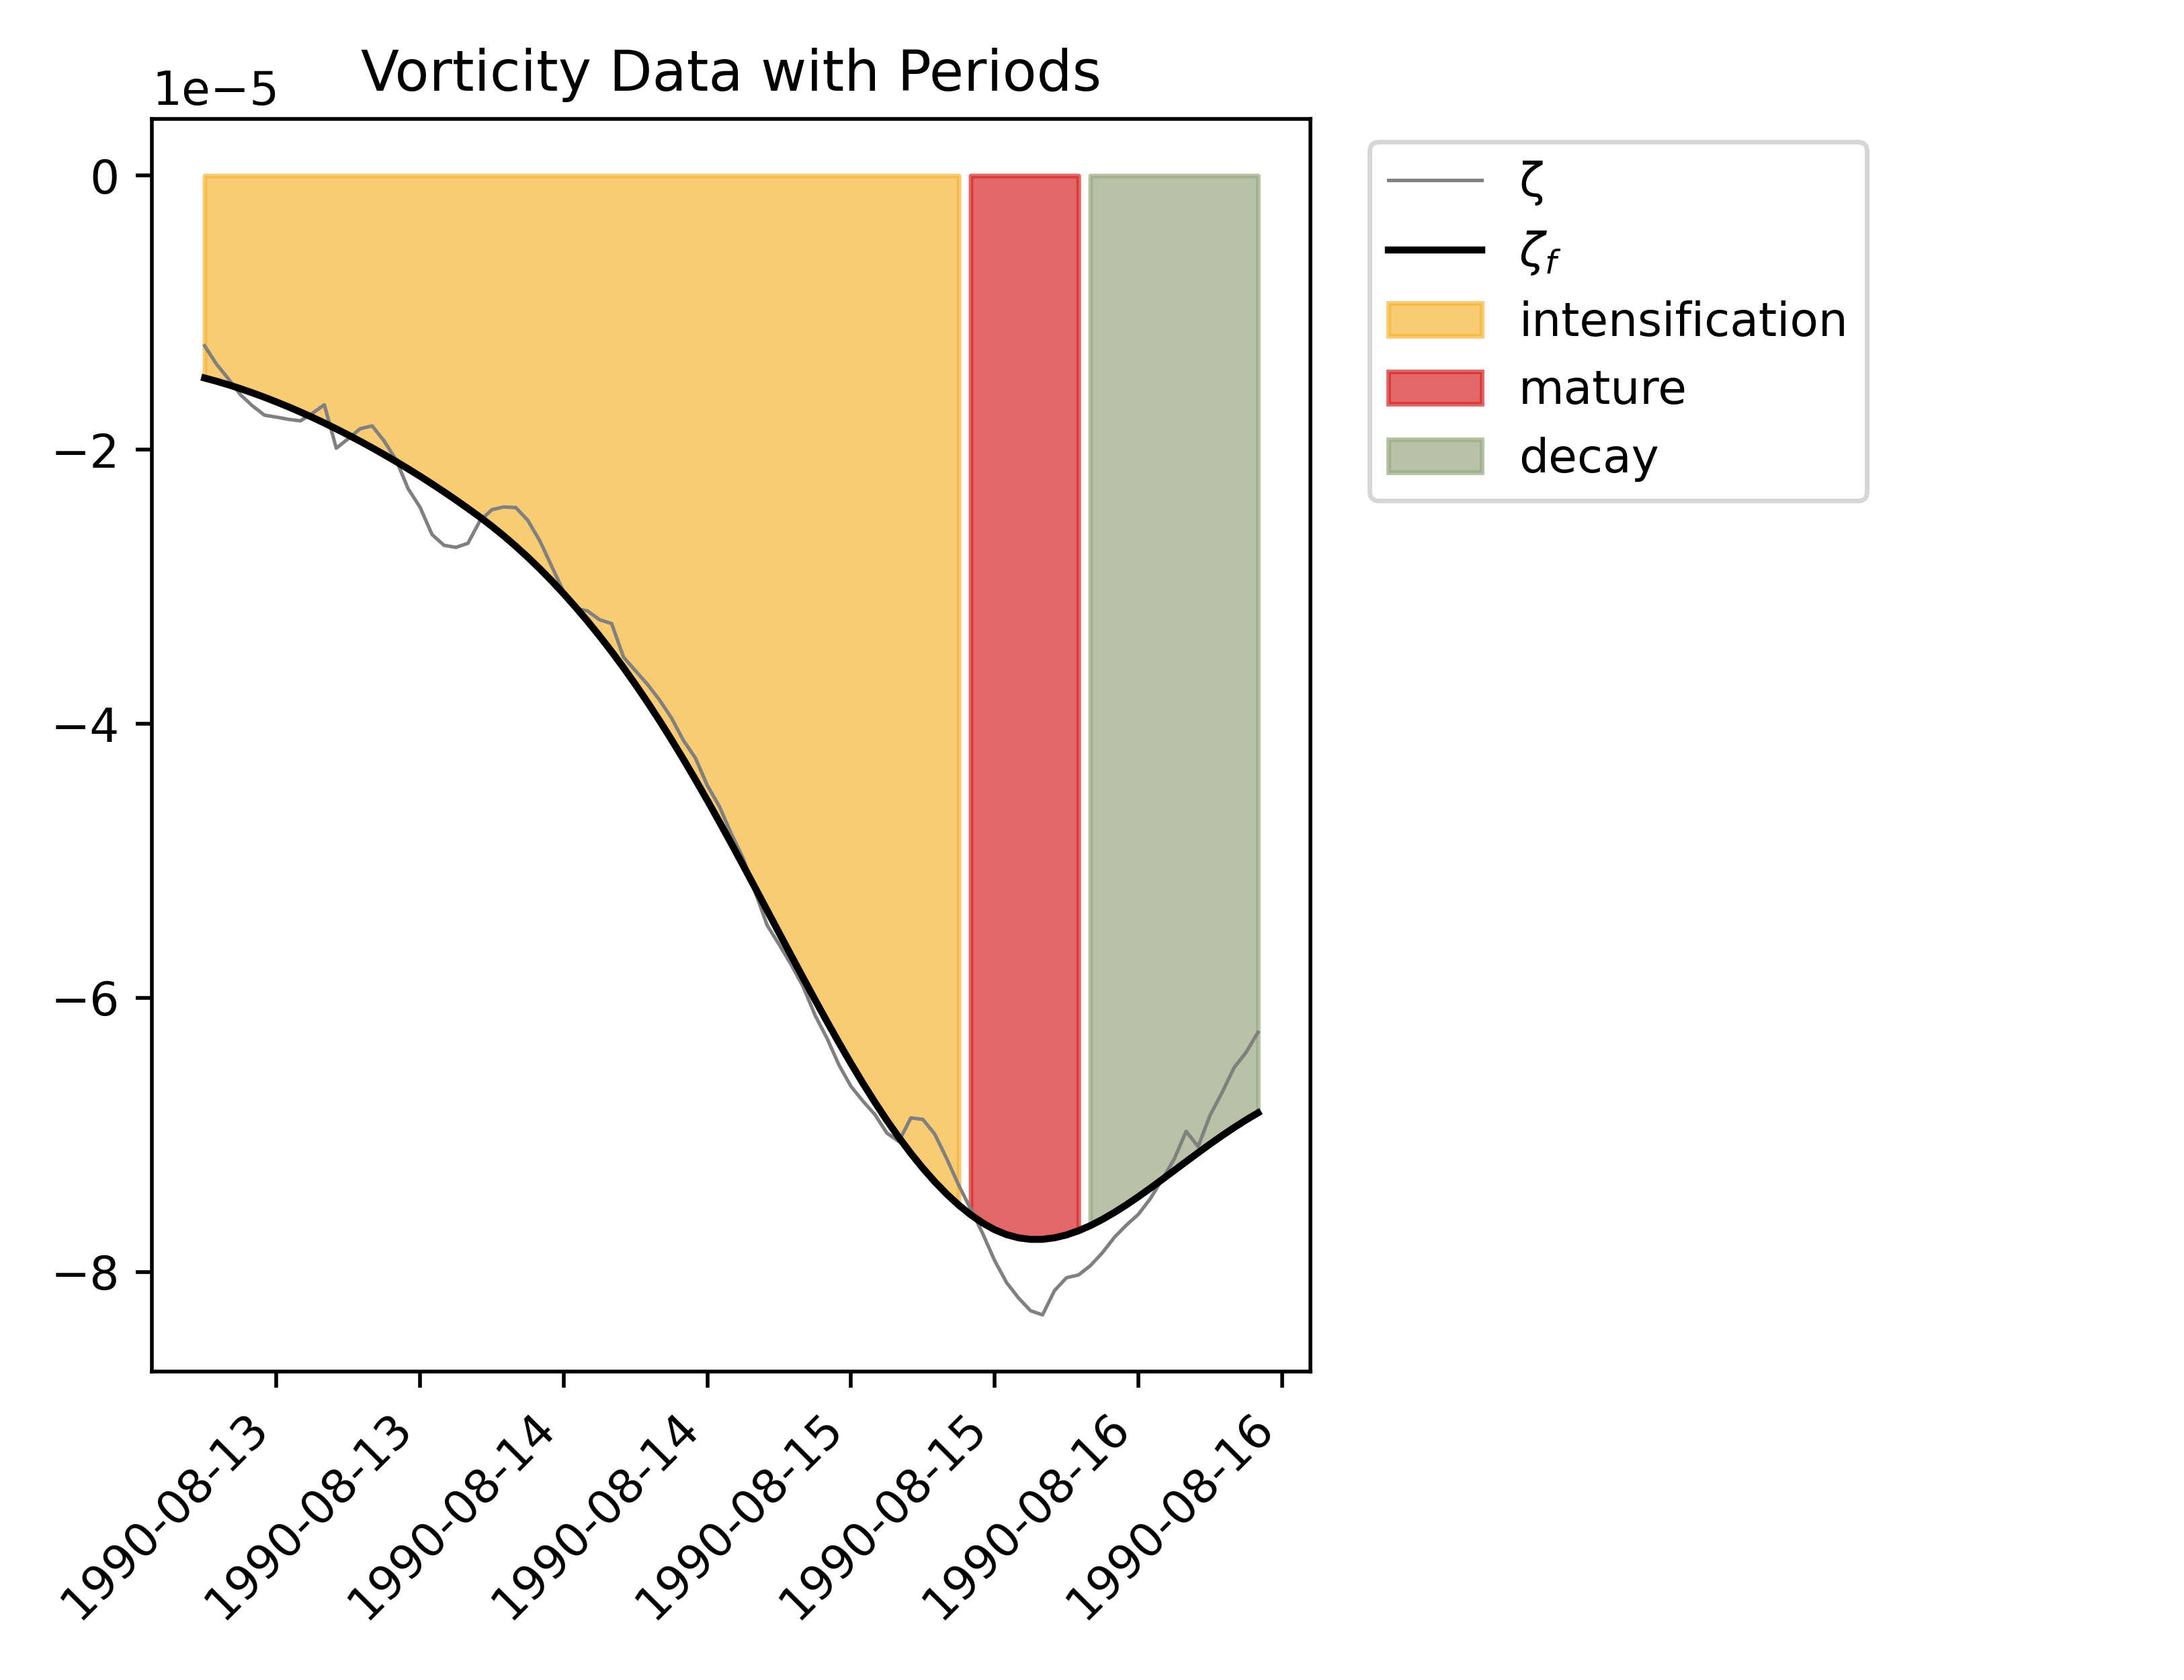 Vorticity Data with Periods
1e−5
0
−2
−4
−6
−8
1990-08-13
1990-08-13
1990-08-14
1990-08-14
1990-08-15
1990-08-15
1990-08-16
1990-08-16
ζ
ζf
intensification
mature
decay